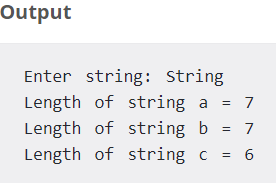 Output
Enter string: String
Length of string a = 7
Length of string b = 7
Length of string c = 6